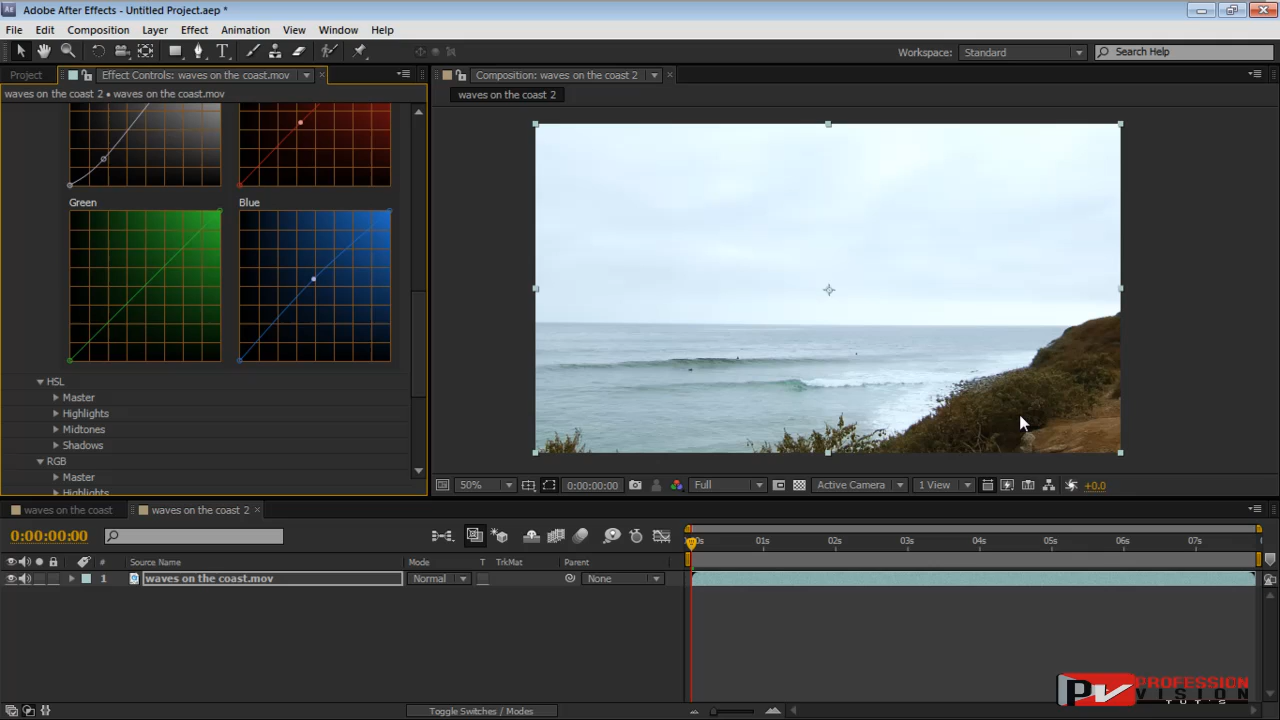 Ae Adobe After Effects - Untitled Project.aep *
File Edit Composition Layer Effect Animation View Window Help
Workspace: Standard Search Help
Project Effect Controls: waves on the coast.mov Composition: waves on the coast 2
waves on the coast 2 • waves on the coast.mov
waves on the coast 2
Green Blue
HSL
Master
Highlights
Midtones
Shadows
RGB
Master
Highlights
50% 0:00:00:00 Full Active Camera 1 View +0.0
waves on the coast waves on the coast 2
0:00:00:00
# Source Name Mode T TrkMat Parent
1 waves on the coast.mov Normal None
01s 02s 03s 04s 05s 06s 07s
Toggle Switches / Modes
PV PROFESSION
VISION
TUT'S